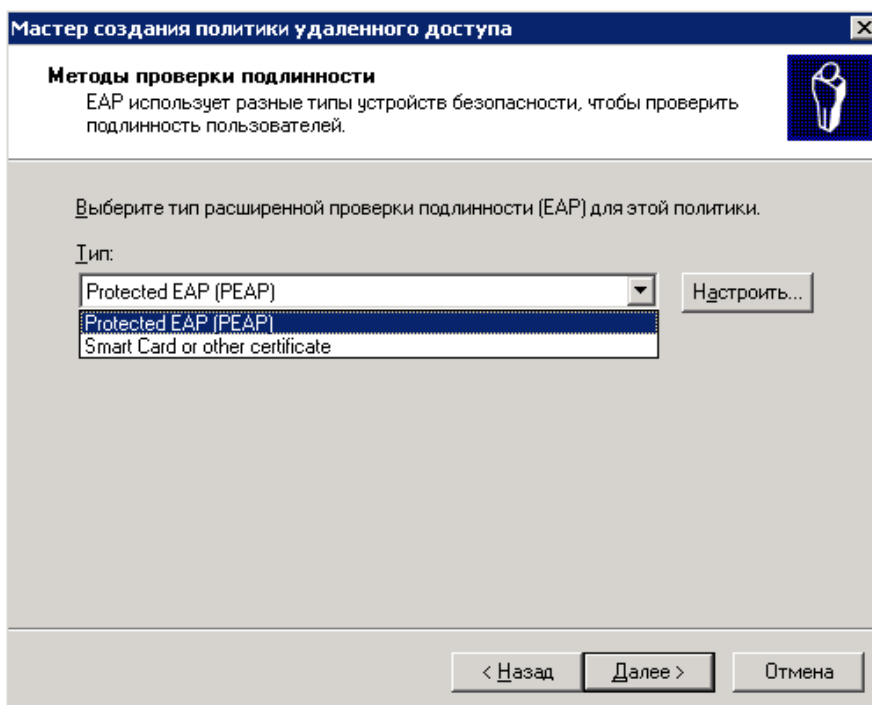 Мастер создания политики удаленного доступа
Методы проверки подлинности
EAP использует разные типы устройств безопасности, чтобы проверить
подлинность пользователей.
Выберите тип расширенной проверки подлинности (EAP) для этой политики.
Тип:
Protected EAP (PEAP)
Настроить...
Protected EAP (PEAP)
Smart Card or other certificate
< Назад
Далее >
Отмена